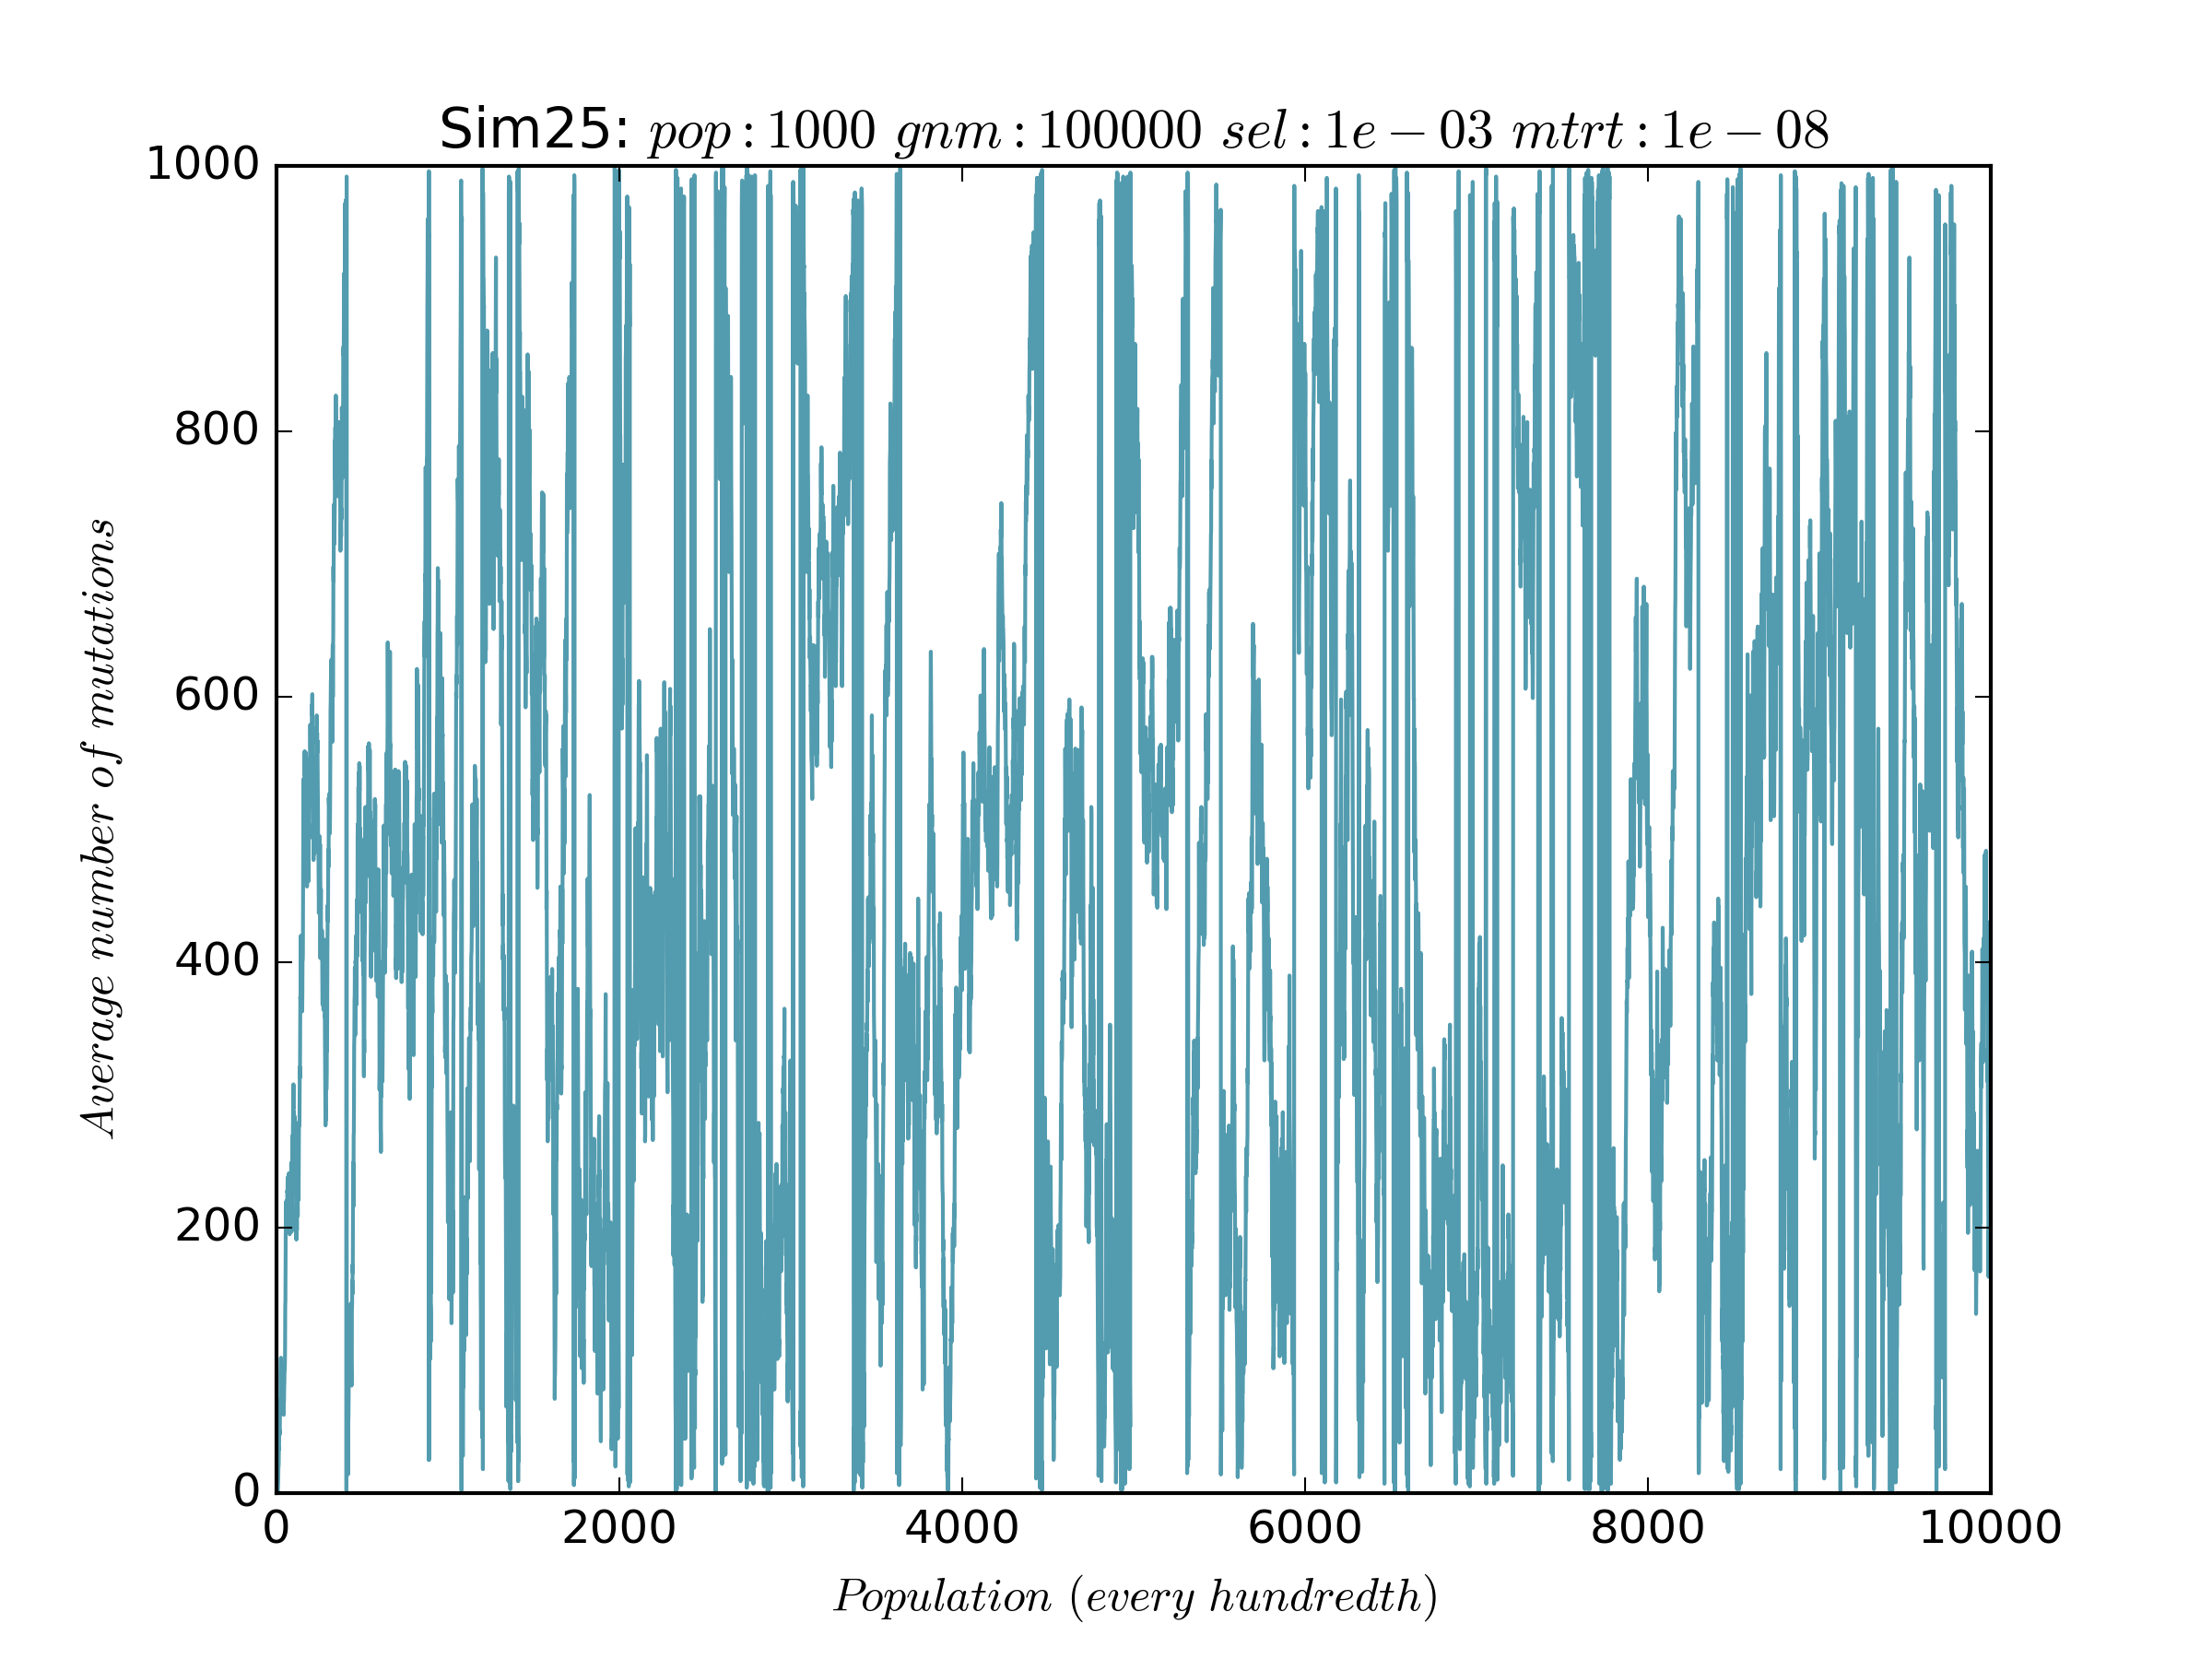 Sim25: pop : 1000 gnm : 100000 sel : 1e − 03 mtrt : 1e − 08
1000
800
600
400
200
0
Average number of mutations
0 2000 4000 6000 8000 10000
Population (every hundredth)